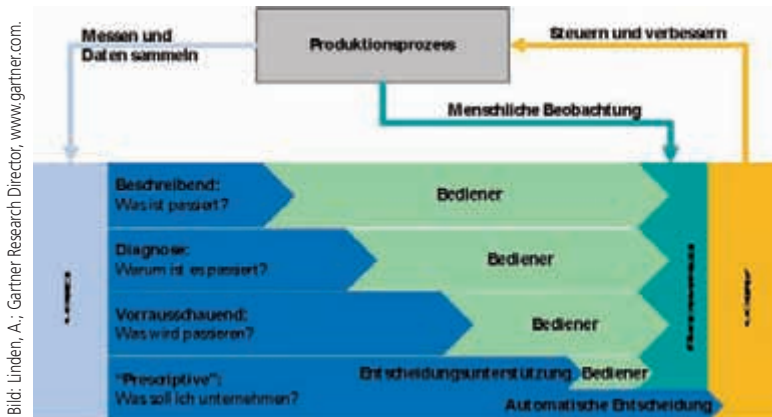 Bild: Linden, A.; Gartner Research Director, www.gartner.com.
Messen und
Daten sammeln
Produktionsprozess
Steuern und verbessern
Menschliche Beobachtung
Beschreibend:
Was ist passiert?
Bediener
Diagnose:
Warum ist es passiert?
Bediener
Vorrausschauend:
Was wird passieren?
Bediener
"Prescriptive":
Was soll ich unternehmen?
Entscheidungsunterstützung
Bediener
Automatische Entscheidung